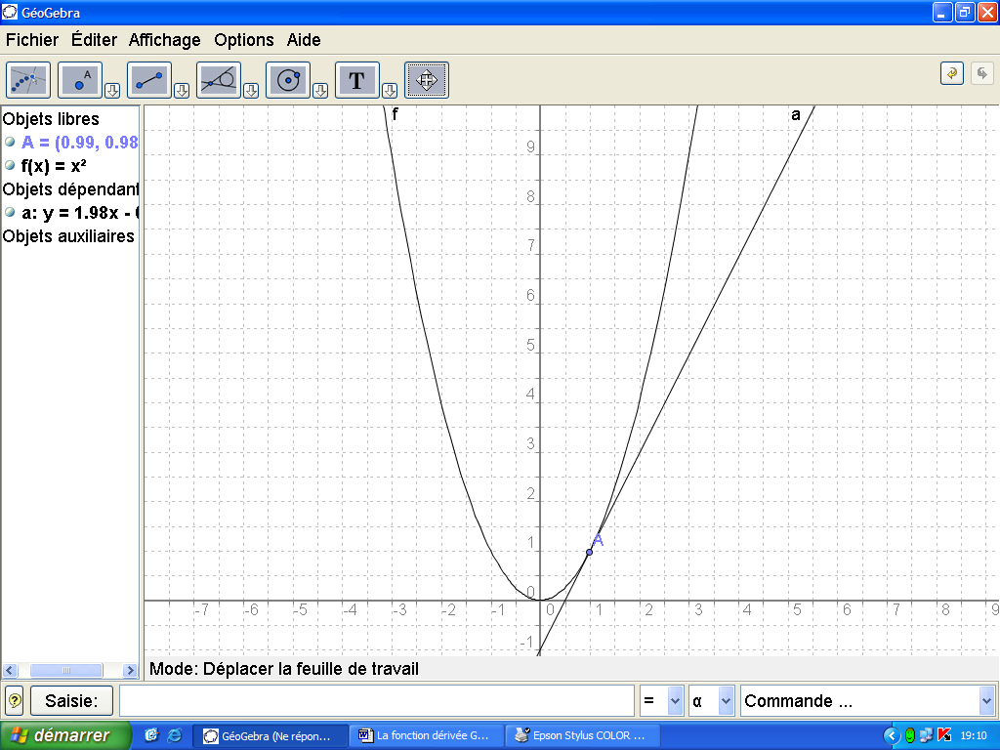 GéoGebra
Fichier Éditer Affichage Options Aide
A
T
Objets libres
A = (0.99, 0.98
f(x) = x²
Objets dépendant
a: y = 1.98x -
Objets auxiliaires
f
a
A
9
8
7
6
5
4
3
2
1
0
-1
-7 -6 -5 -4 -3 -2 -1 0 1 2 3 4 5 6 7 8 9
Mode: Déplacer la feuille de travail
? Saisie: = α Commande ...
démarrer GéoGebra (Ne répon... La fonction dérivée G... Epson Stylus COLOR ... 19:10